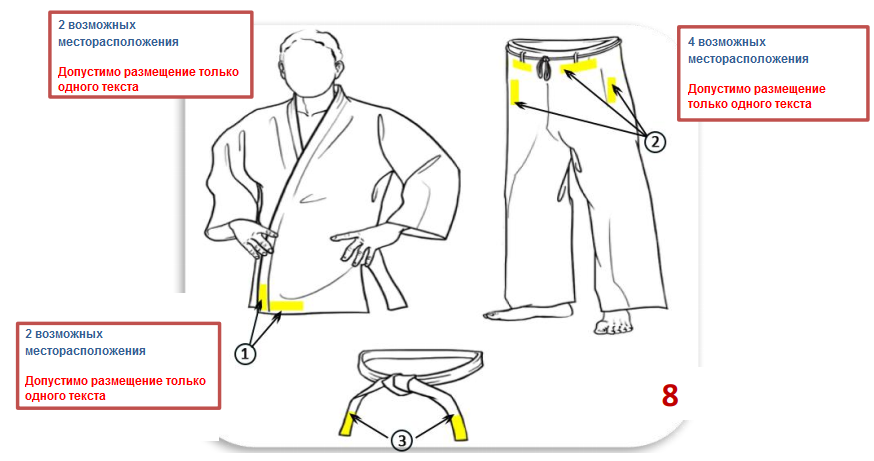 2 возможных
месторасположения
Допустимо размещение только
одного текста
4 возможных
месторасположения
Допустимо размещение
только одного текста
2
2 возможных
месторасположения
Допустимо размещение только
одного текста
1
3
8